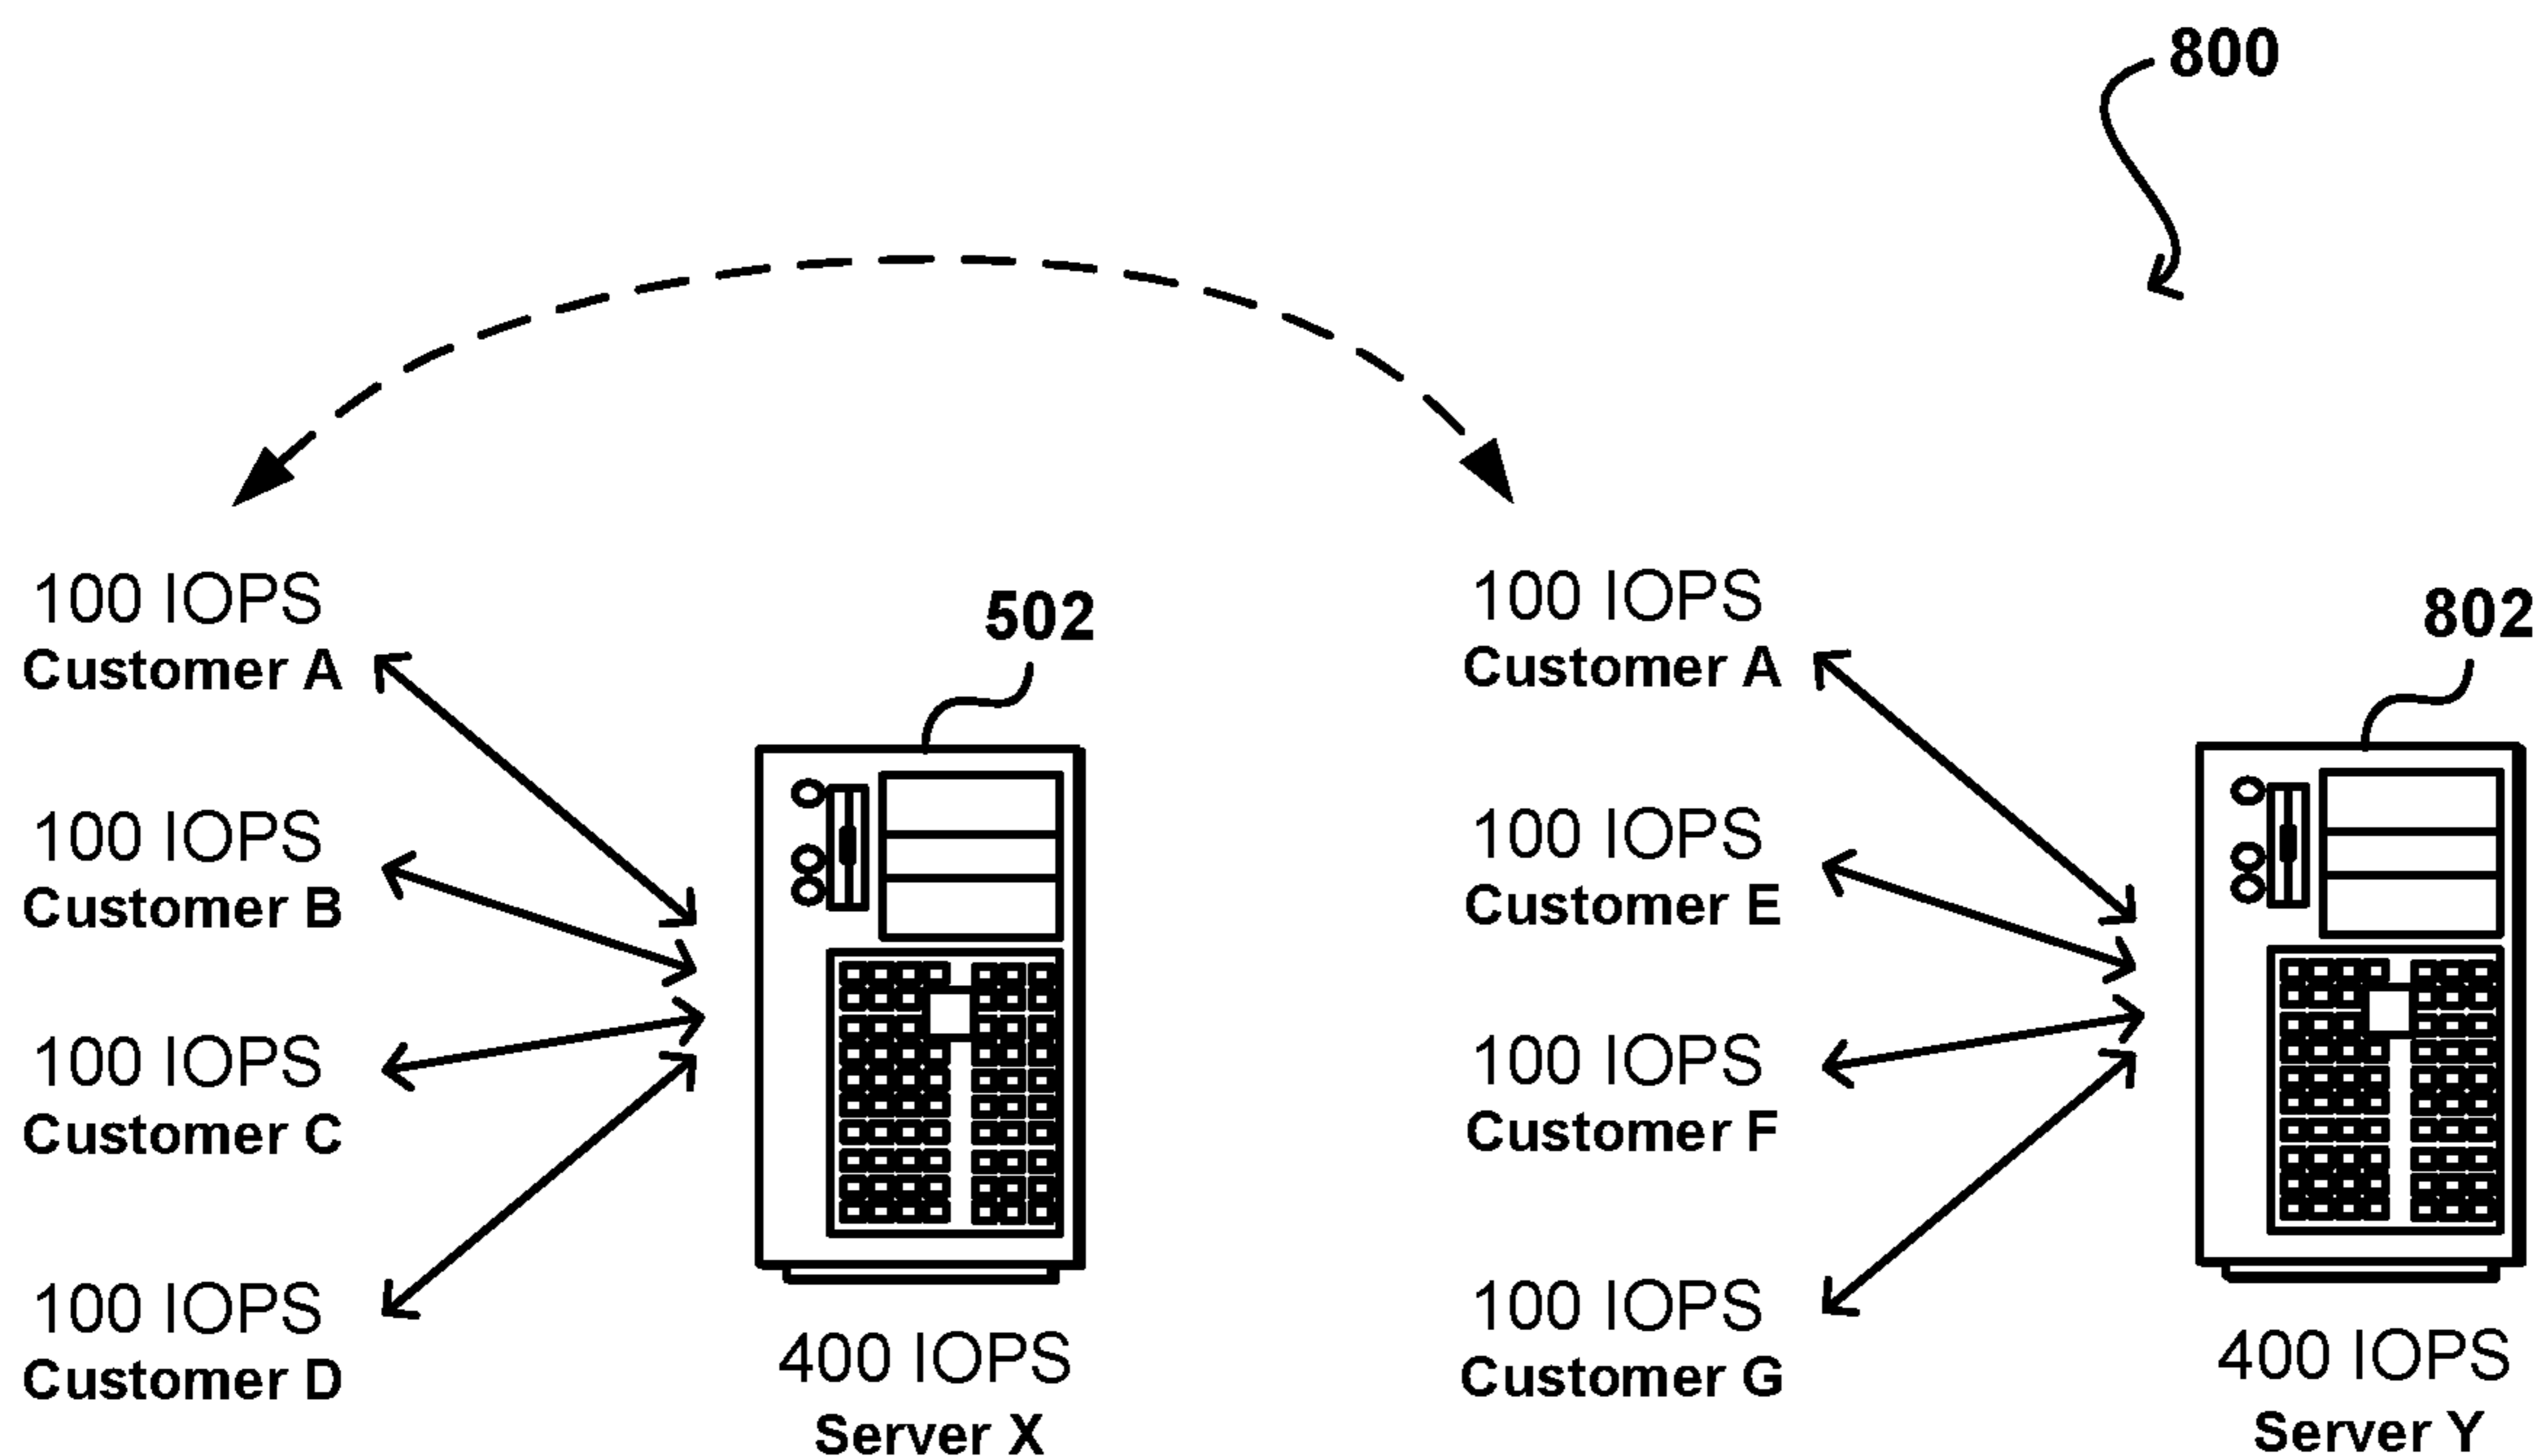 800
100 IOPS
Customer A
502
100 IOPS
Customer B
100 IOPS
Customer C
100 IOPS
Customer D
400 IOPS
Server X
100 IOPS
Customer A
802
100 IOPS
Customer E
100 IOPS
Customer F
100 IOPS
Customer G
400 IOPS
Server Y